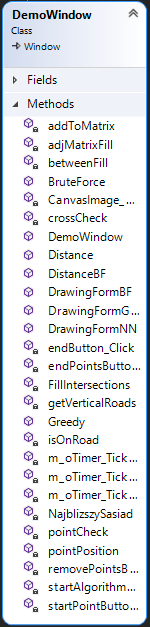 DemoWindow
Class
Window
Fields
Methods
addToMatrix
adjMatrixFill
betweenFill
BruteForce
CanvasImage_...
crossCheck
DemoWindow
Distance
DistanceBF
DrawingFormBF
DrawingFormG...
DrawingFormNN
endButton_Click
endPointsButto...
FillIntersections
getVerticalRoads
Greedy
isOnRoad
m_oTimer_Tick...
m_oTimer_Tick...
m_oTimer_Tick...
NajblizszySasiad
pointCheck
pointPosition
removePointsB...
startAlgorithm...
startPointButto...